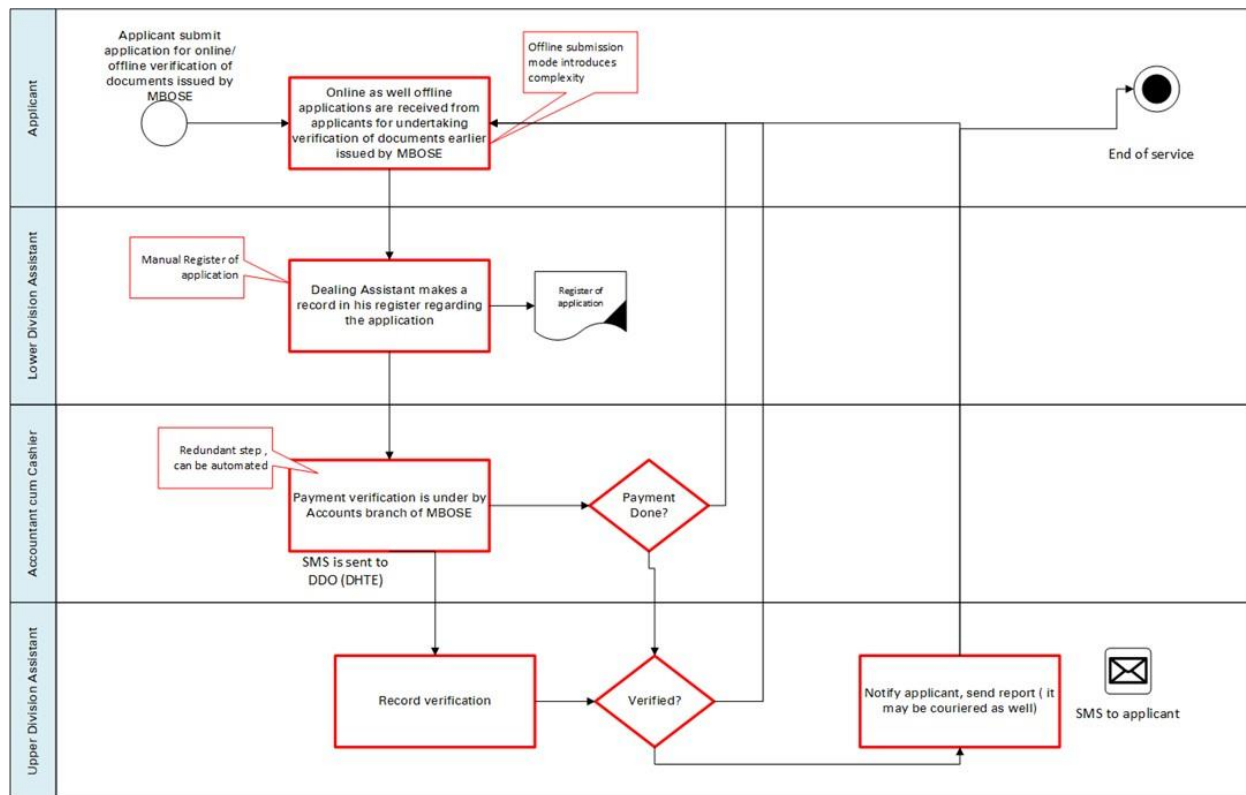 Applicant
Applicant submit
application for online/
offline verification of
documents issued by
MBOSE
Online as well offline
applications are received from
applicants for undertaking
verification of documents earlier
issued by MBOSE
Offline submission
mode introduces
complexity
End of service
Lower Division Assistant
Manual Register of
application
Dealing Assistant makes a
record in his register regarding
the application
Register of
application
Accountant cum Cashier
Redundant step ,
can be automated
Payment verification is under by
Accounts branch of MBOSE
Payment
Done?
SMS is sent to
DDO (DHTE)
Upper Division Assistant
Record verification
Verified?
Notify applicant, send report ( it
may be couriered as well)
SMS to applicant